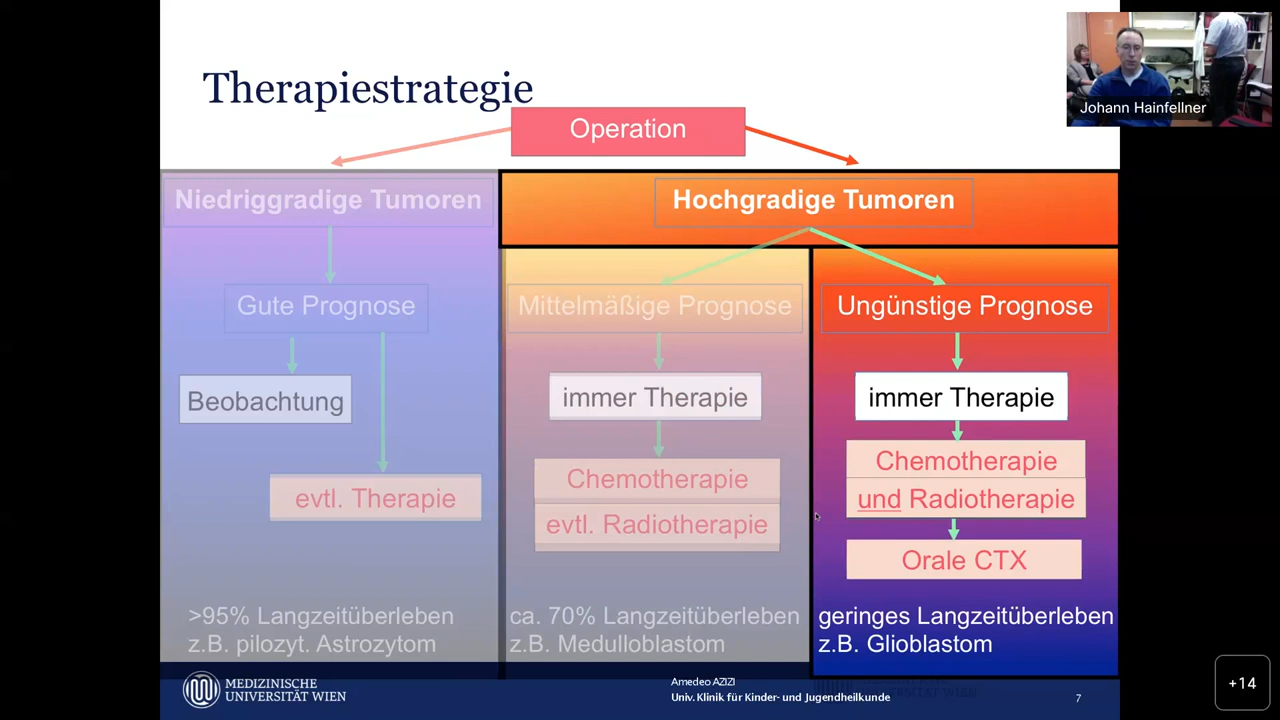 Therapiestrategie
Johann Hainfellner
Operation
Niedriggradige Tumoren
Hochgradige Tumoren
Gute Prognose
Mittelmäßige Prognose
Ungünstige Prognose
Beobachtung
immer Therapie
immer Therapie
evtl. Therapie
Chemotherapie
evtl. Radiotherapie
Chemotherapie
und Radiotherapie
Orale CTX
>95% Langzeitüberleben
z.B. pilozyt. Astrozytom
ca. 70% Langzeitüberleben
z.B. Medulloblastom
geringes Langzeitüberleben
z.B. Glioblastom
MEDIZINISCHE
UNIVERSITÄT WIEN
Amedeo AZIZI
Univ. Klinik für Kinder- und Jugendheilkunde
7
+14